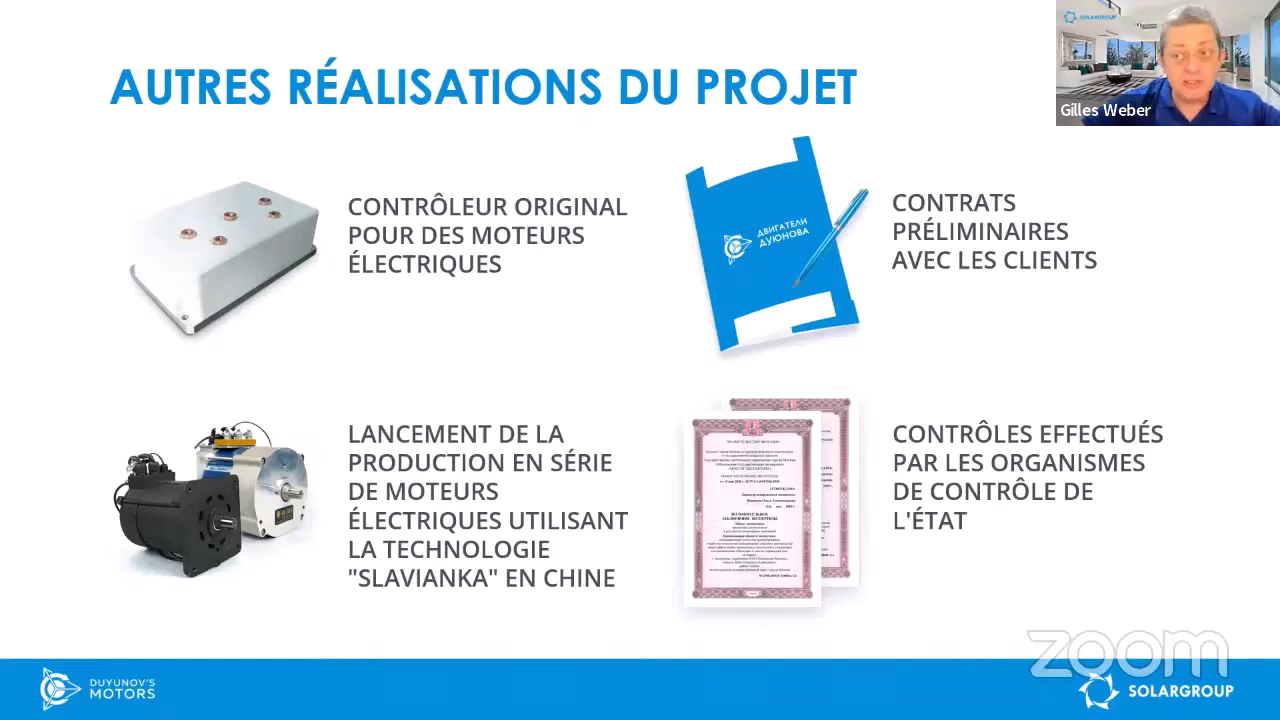 SOLARGROUP
Gilles Weber
AUTRES RÉALISATIONS DU PROJET
CONTRÔLEUR ORIGINAL
POUR DES MOTEURS
ÉLECTRIQUES
ДВИГАТЕЛИ
ДУЮНОВА
CONTRATS
PRÉLIMINAIRES
AVEC LES CLIENTS
LANCEMENT DE LA
PRODUCTION EN SÉRIE
DE MOTEURS
ÉLECTRIQUES UTILISANT
LA TECHNOLOGIE
"SLAVIANKA" EN CHINE
CONTRÔLES EFFECTUÉS
PAR LES ORGANISMES
DE CONTRÔLE DE
L'ÉTAT
zoom
DUYUNOV'S
MOTORS
SOLARGROUP